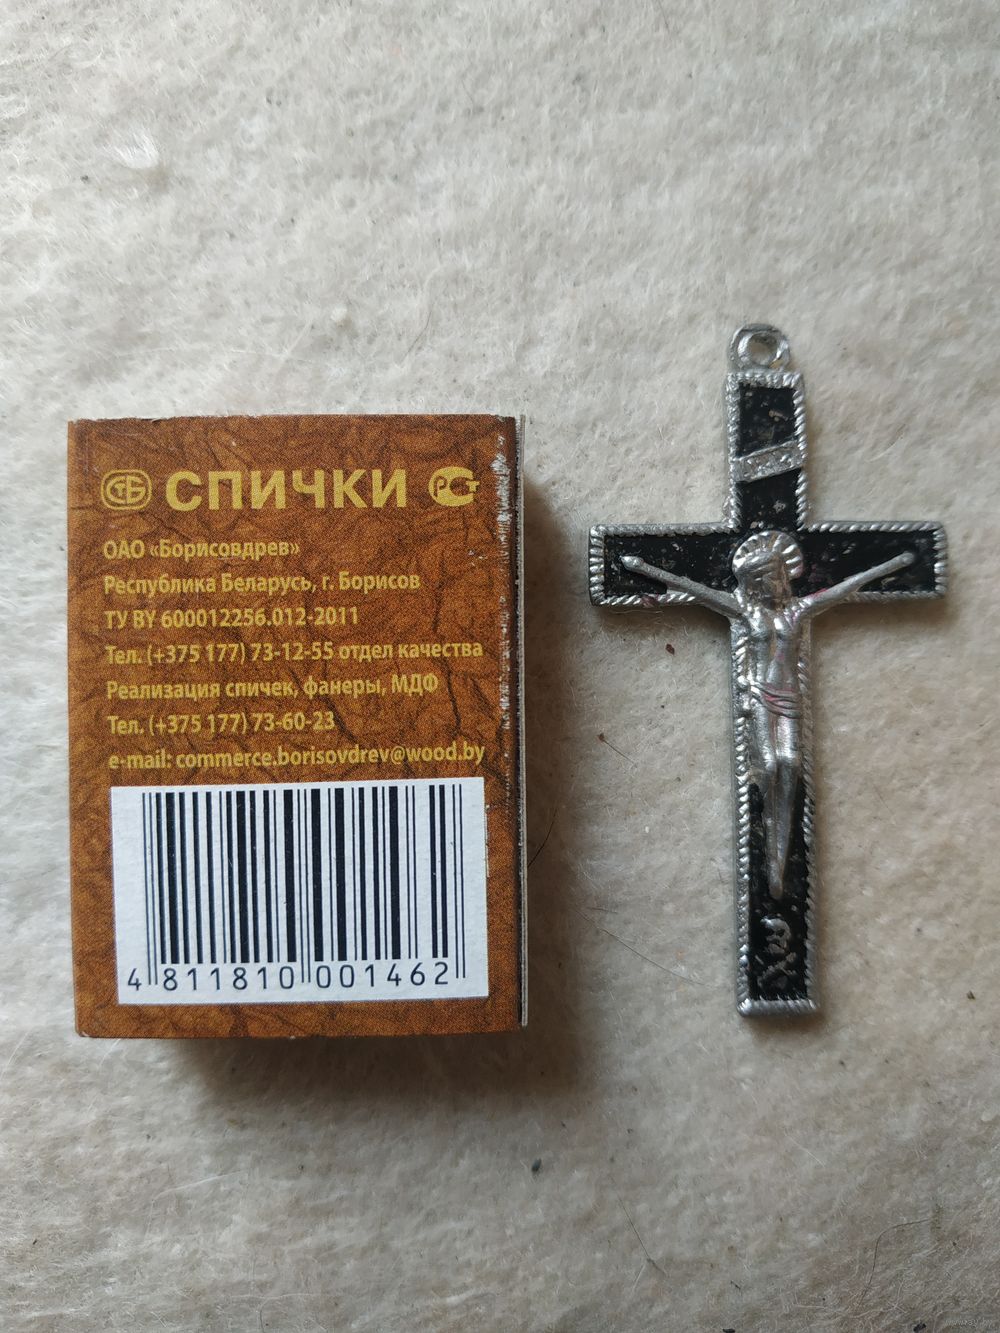 СПИЧКИ
ОАО «Борисовдрев»
Республика Беларусь, г. Борисов
ТУ BY 600012256.012-2011
Тел. (+375 177) 73-12-55 отдел качества
Реализация спичек, фанеры, МДФ
Тел. (+375 177) 73-60-23
e-mail: commerce.borisovdrev@wood.by
4 811810 001462